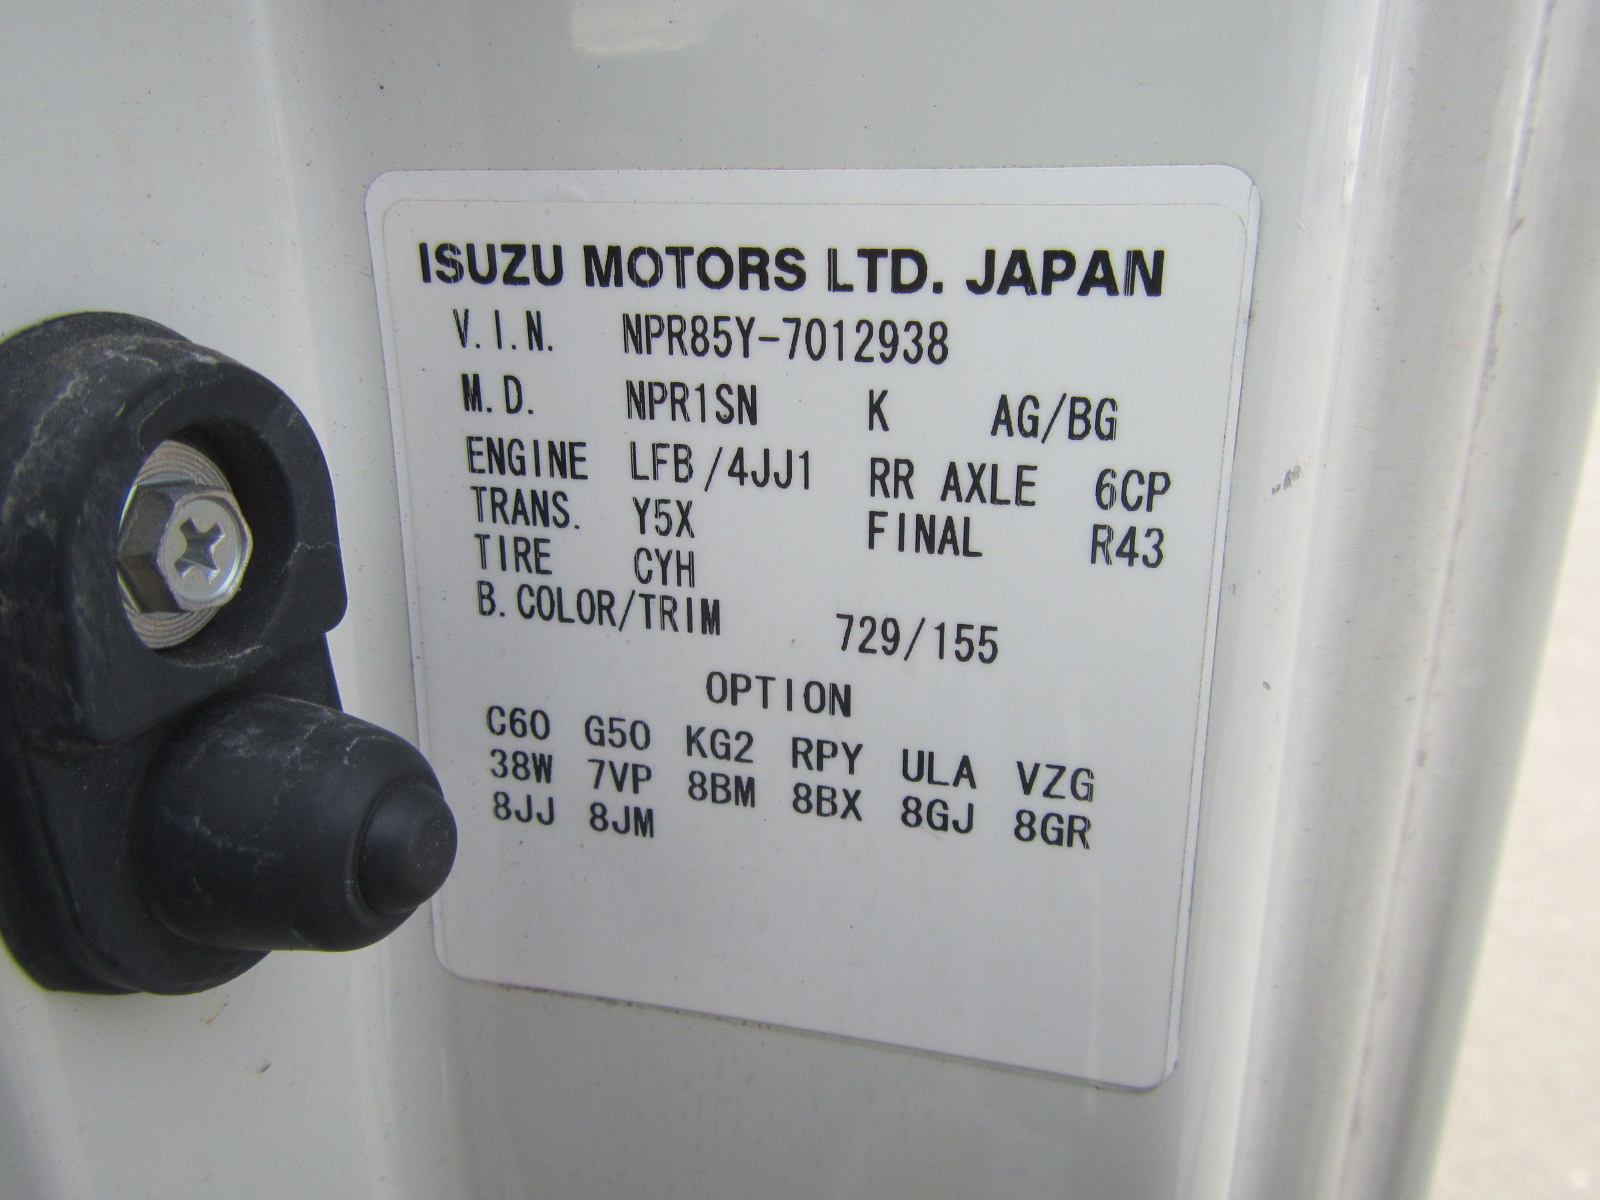 ISUZU MOTORS LTD. JAPAN
V.I.N. NPR85Y-7012938
M.D. NPR1SN K AG/BG
ENGINE LFB/4JJ1 RR AXLE 6CP
TRANS. Y5X FINAL R43
TIRE CYH
B.COLOR/TRIM 729/155
OPTION
C60 G50 KG2 RPY ULA VZG
38W 7VP 8BM 8BX 8GJ 8GR
8JJ 8JM